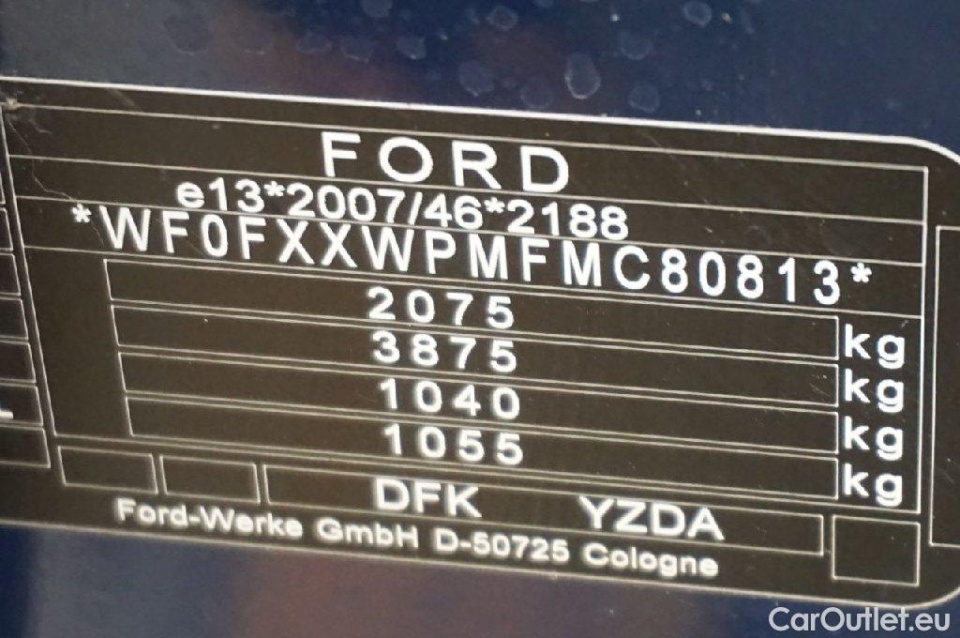 FORD
e13*2007/46*2188
*WF0FXXWPMFMC80813*
2075 kg
3875 kg
1040 kg
1055 kg
DFK YZDA
Ford-Werke GmbH D-50725 Cologne
CarOutlet.eu